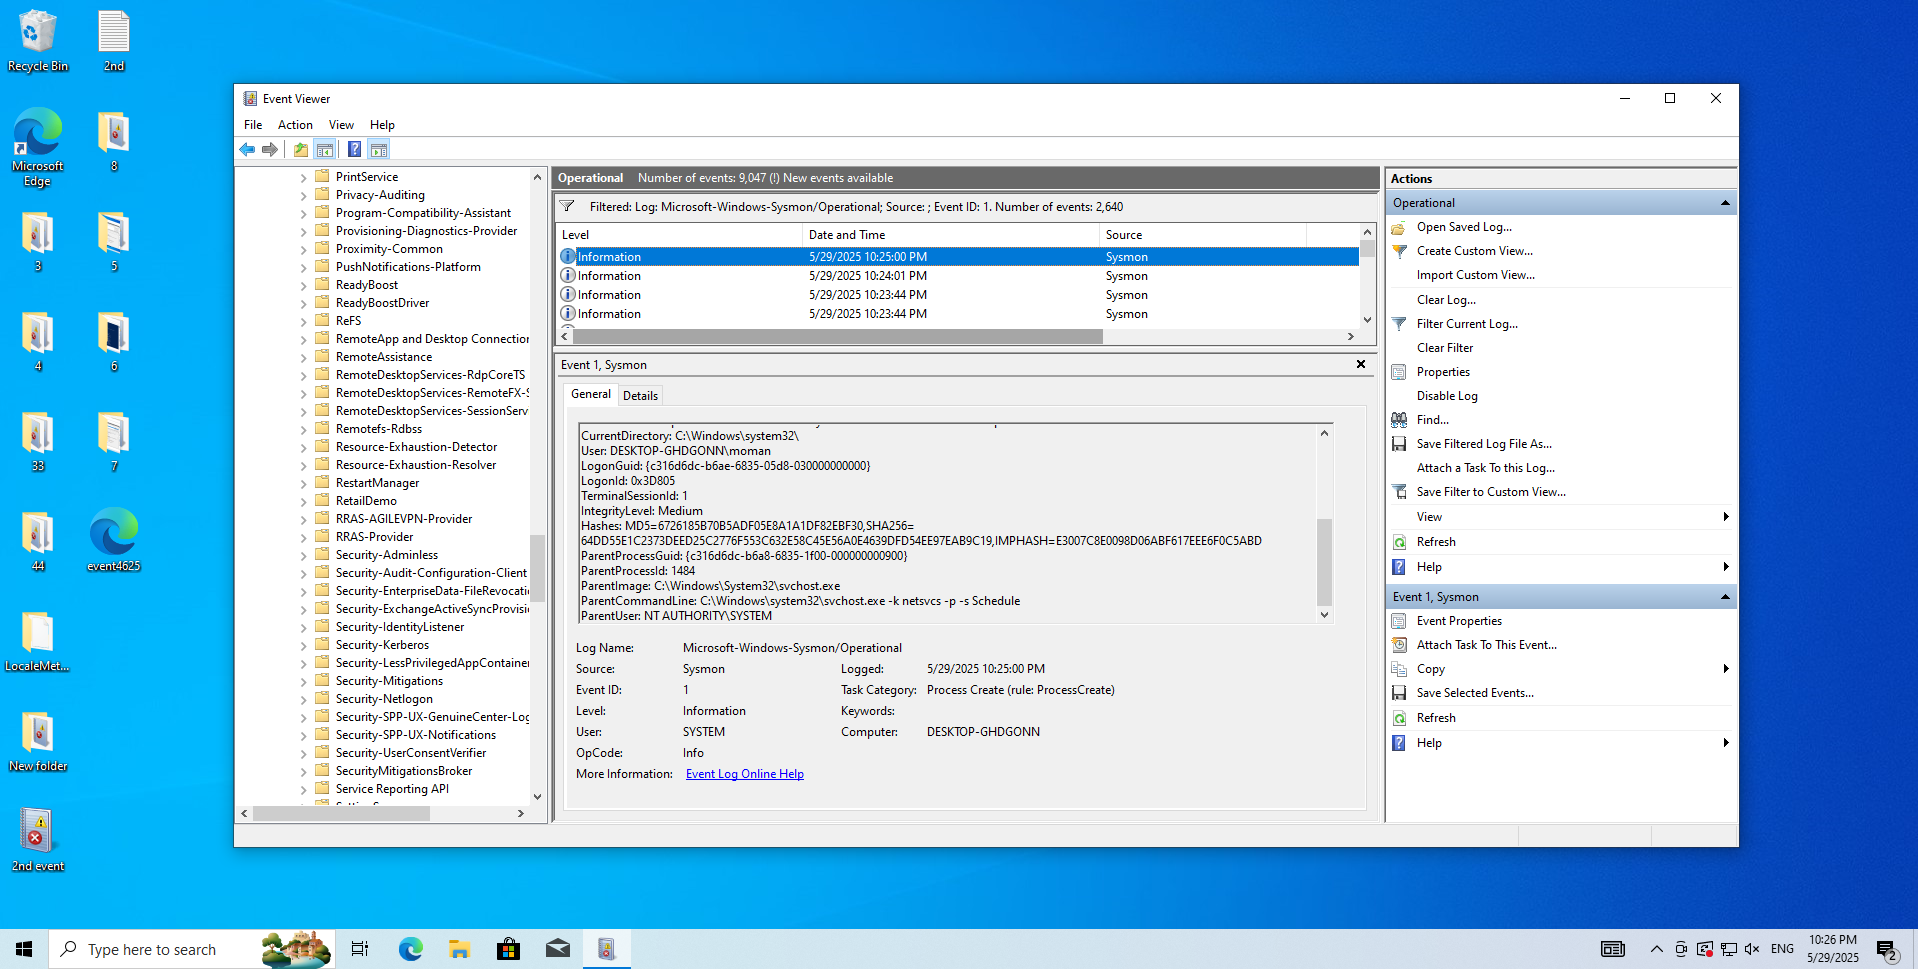 Recycle Bin
2nd
Microsoft
Edge
8
3
5
4
6
33
7
44
event4625
LocaleMet...
New folder
2nd event
Event Viewer
File Action View Help
PrintService
Privacy-Auditing
Program-Compatibility-Assistant
Provisioning-Diagnostics-Provider
Proximity-Common
PushNotifications-Platform
ReadyBoost
ReadyBoostDriver
ReFS
RemoteApp and Desktop Connection
RemoteAssistance
RemoteDesktopServices-RdpCoreTS
RemoteDesktopServices-RemoteFX-S
RemoteDesktopServices-SessionServ
Remotefs-Rdbss
Resource-Exhaustion-Detector
Resource-Exhaustion-Resolver
RestartManager
RetailDemo
RRAS-AGILEVPN-Provider
RRAS-Provider
Security-Adminless
Security-Audit-Configuration-Client
Security-EnterpriseData-FileRevocatio
Security-ExchangeActiveSyncProvisio
Security-IdentityListener
Security-Kerberos
Security-LessPrivilegedAppContainer
Security-Mitigations
Security-Netlogon
Security-SPP-UX-GenuineCenter-Log
Security-SPP-UX-Notifications
Security-UserConsentVerifier
SecurityMitigationsBroker
Service Reporting API
Operational Number of events: 9,047 (!) New events available
Filtered: Log: Microsoft-Windows-Sysmon/Operational; Source: ; Event ID: 1. Number of events: 2,640
Level Date and Time Source
Information 5/29/2025 10:25:00 PM Sysmon
Information 5/29/2025 10:24:01 PM Sysmon
Information 5/29/2025 10:23:44 PM Sysmon
Information 5/29/2025 10:23:44 PM Sysmon
Event 1, Sysmon
General Details
CurrentDirectory: C:\Windows\system32\
User: DESKTOP-GHDGONN\moman
LogonGuid: {c316d6dc-b6ae-6835-05d8-030000000000}
LogonId: 0x3D805
TerminalSessionId: 1
IntegrityLevel: Medium
Hashes: MD5=6726185B70B5ADF05E8A1A1DF82EBF30,SHA256=
64DD55E1C2373DEED25C2776F553C632E58C45E56A0E4639DFD54EE97EAB9C19,IMPHASH=E3007C8E0098D06ABF617EEE6F0C5ABD
ParentProcessGuid: {c316d6dc-b6a8-6835-1f00-000000000900}
ParentProcessId: 1484
ParentImage: C:\Windows\System32\svchost.exe
ParentCommandLine: C:\Windows\system32\svchost.exe -k netsvcs -p -s Schedule
ParentUser: NT AUTHORITY\SYSTEM
Log Name: Microsoft-Windows-Sysmon/Operational
Source: Sysmon Logged: 5/29/2025 10:25:00 PM
Event ID: 1 Task Category: Process Create (rule: ProcessCreate)
Level: Information Keywords:
User: SYSTEM Computer: DESKTOP-GHDGONN
OpCode: Info
More Information: Event Log Online Help
Actions
Operational
Open Saved Log...
Create Custom View...
Import Custom View...
Clear Log...
Filter Current Log...
Clear Filter
Properties
Disable Log
Find...
Save Filtered Log File As...
Attach a Task To this Log...
Save Filter to Custom View...
View
Refresh
Help
Event 1, Sysmon
Event Properties
Attach Task To This Event...
Copy
Save Selected Events...
Refresh
Help
Type here to search
ENG
10:26 PM
5/29/2025
2